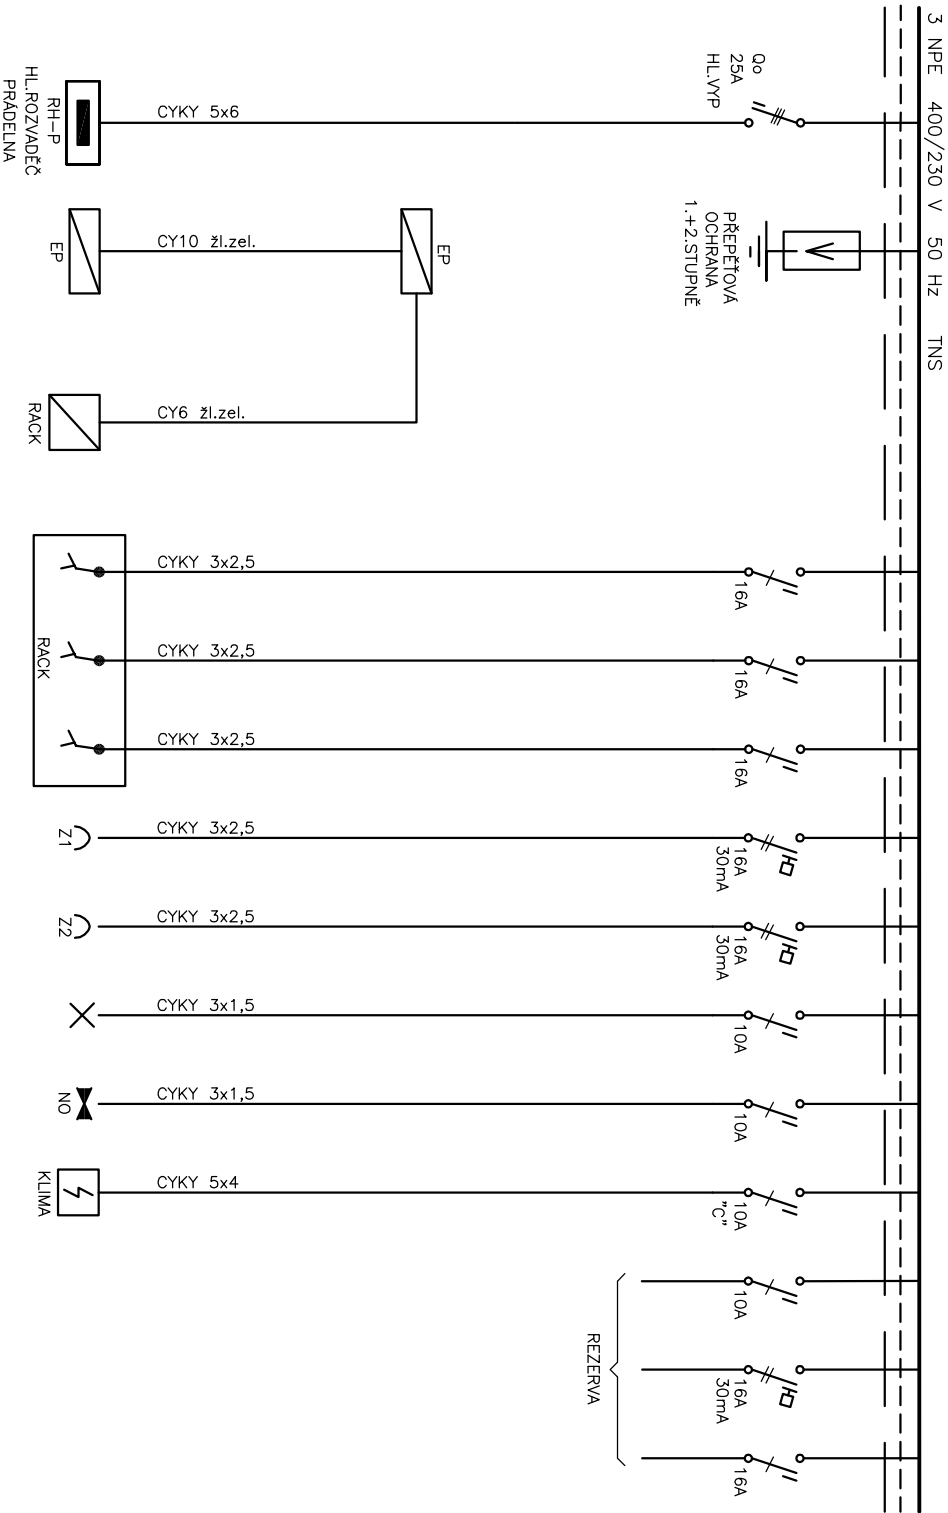 3 NPE 400/230 V 50 Hz TNS
Qo
25A
HL.VYP
CYKY 5x6
RH-P
HL.ROZVADĚČ
PRÁDELNA
PŘEPĚŤOVÁ
OCHRANA
1.+2.STUPNĚ
EP
CY10 žl.zel.
EP
CY6 žl.zel.
RACK
16A
CYKY 3x2,5
16A
CYKY 3x2,5
16A
CYKY 3x2,5
RACK
16A
30mA
CYKY 3x2,5
Z1
16A
30mA
CYKY 3x2,5
Z2
10A
CYKY 3x1,5
10A
CYKY 3x1,5
NO
10A
"C"
CYKY 5x4
KLIMA
10A
16A
30mA
16A
REZERVA